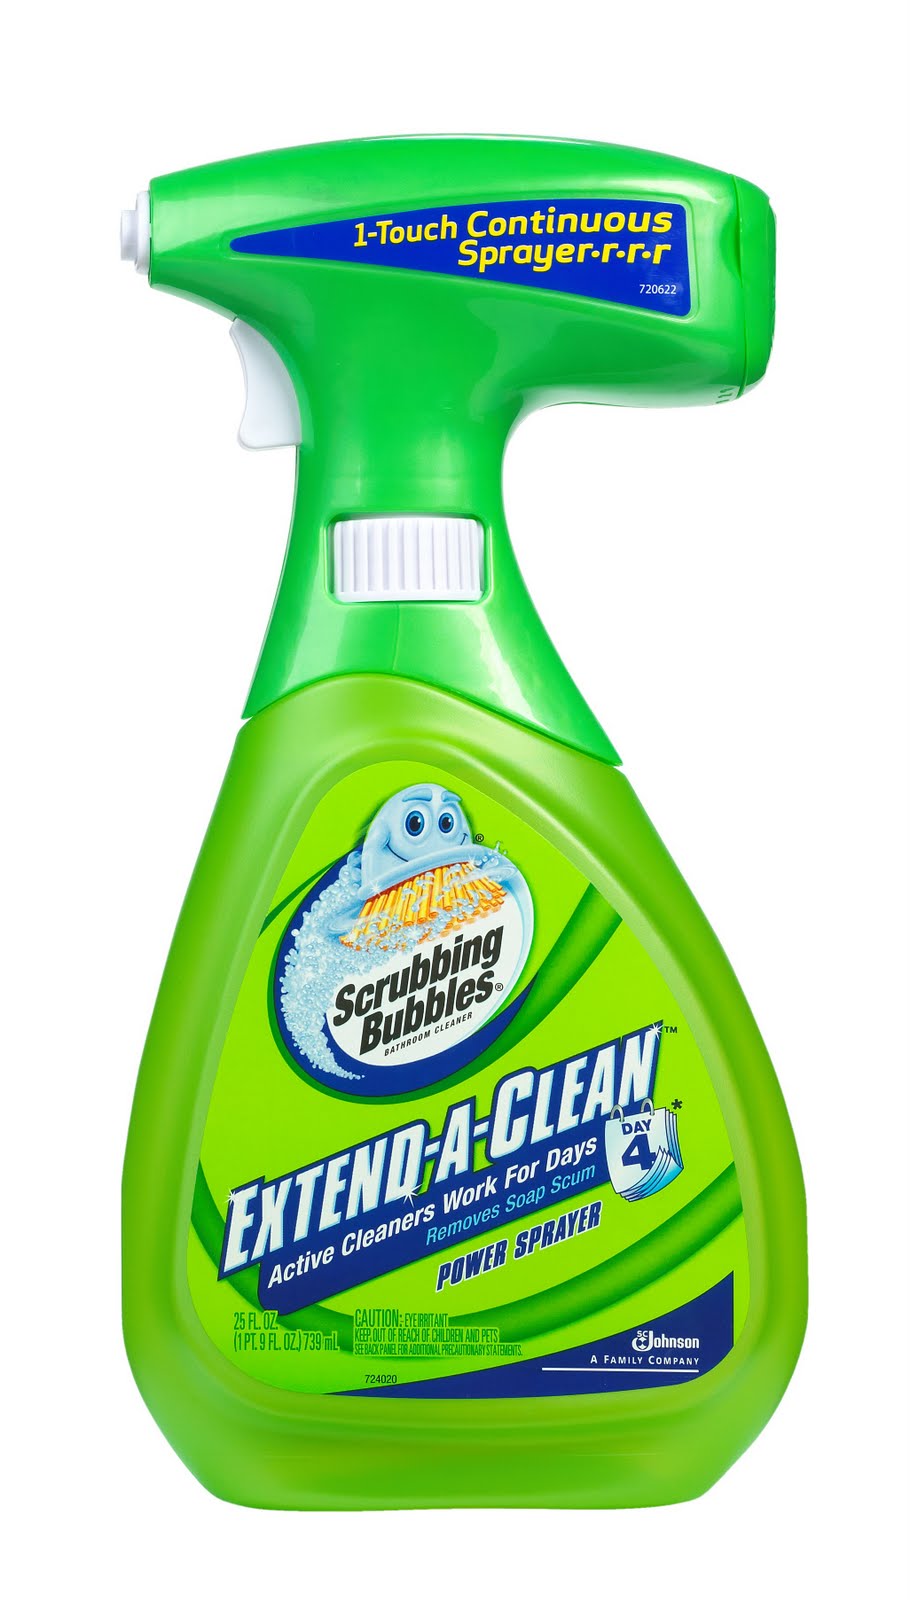 1-Touch Continuous
Sprayer·r·r·r
720622
Scrubbing
Bubbles®
BATHROOM CLEANER
EXTEND-A-CLEAN™
Active Cleaners Work For Days
Removes Soap Scum
DAY
4
*
POWER SPRAYER
25 FL. OZ.
(1 PT. 9 FL. OZ.) 739 mL
CAUTION: EYE IRRITANT
KEEP OUT OF REACH OF CHILDREN AND PETS
SEE BACK PANEL FOR ADDITIONAL PRECAUTIONARY STATEMENTS.
724020
SC Johnson
A FAMILY COMPANY